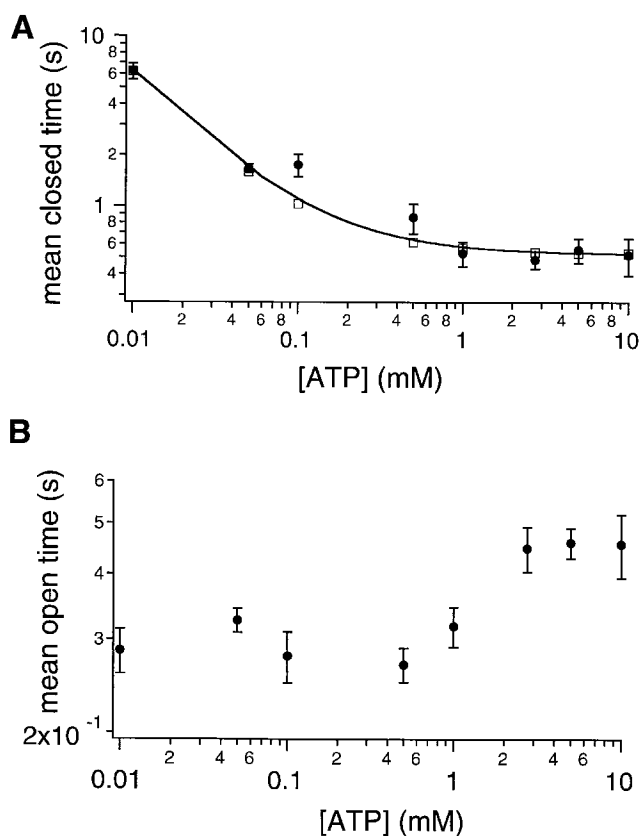 A
mean closed time (s)
10
8
6
4
2
1
8
6
4
0.01 2 4 6 8 0.1 2 4 6 8 1 2 4 6 8 10
[ATP] (mM)
B
mean open time (s)
6
5
4
3
2x10 -1
0.01 2 4 6 0.1 2 4 6 1 2 4 6 10
[ATP] (mM)